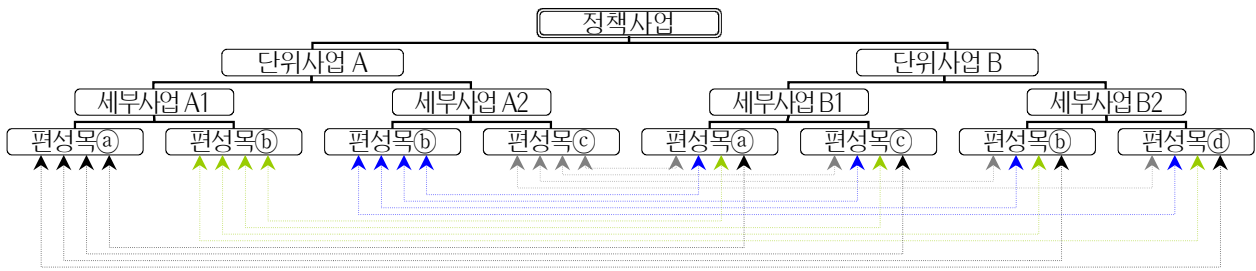 정책사업
단위사업 A
단위사업 B
세부사업 A1
세부사업 A2
세부사업 B1
세부사업 B2
편성목ⓐ
편성목ⓑ
편성목ⓑ
편성목ⓒ
편성목ⓐ
편성목ⓒ
편성목ⓑ
편성목ⓓ